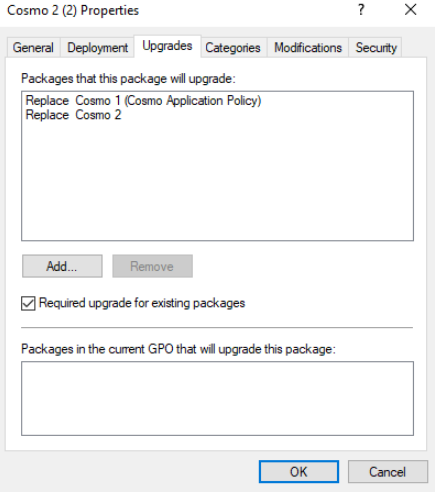 Cosmo 2 (2) Properties
?
General Deployment Upgrades Categories Modifications Security
Packages that this package will upgrade:
Replace Cosmo 1 (Cosmo Application Policy)
Replace Cosmo 2
Add... Remove
Required upgrade for existing packages
Packages in the current GPO that will upgrade this package:
OK Cancel